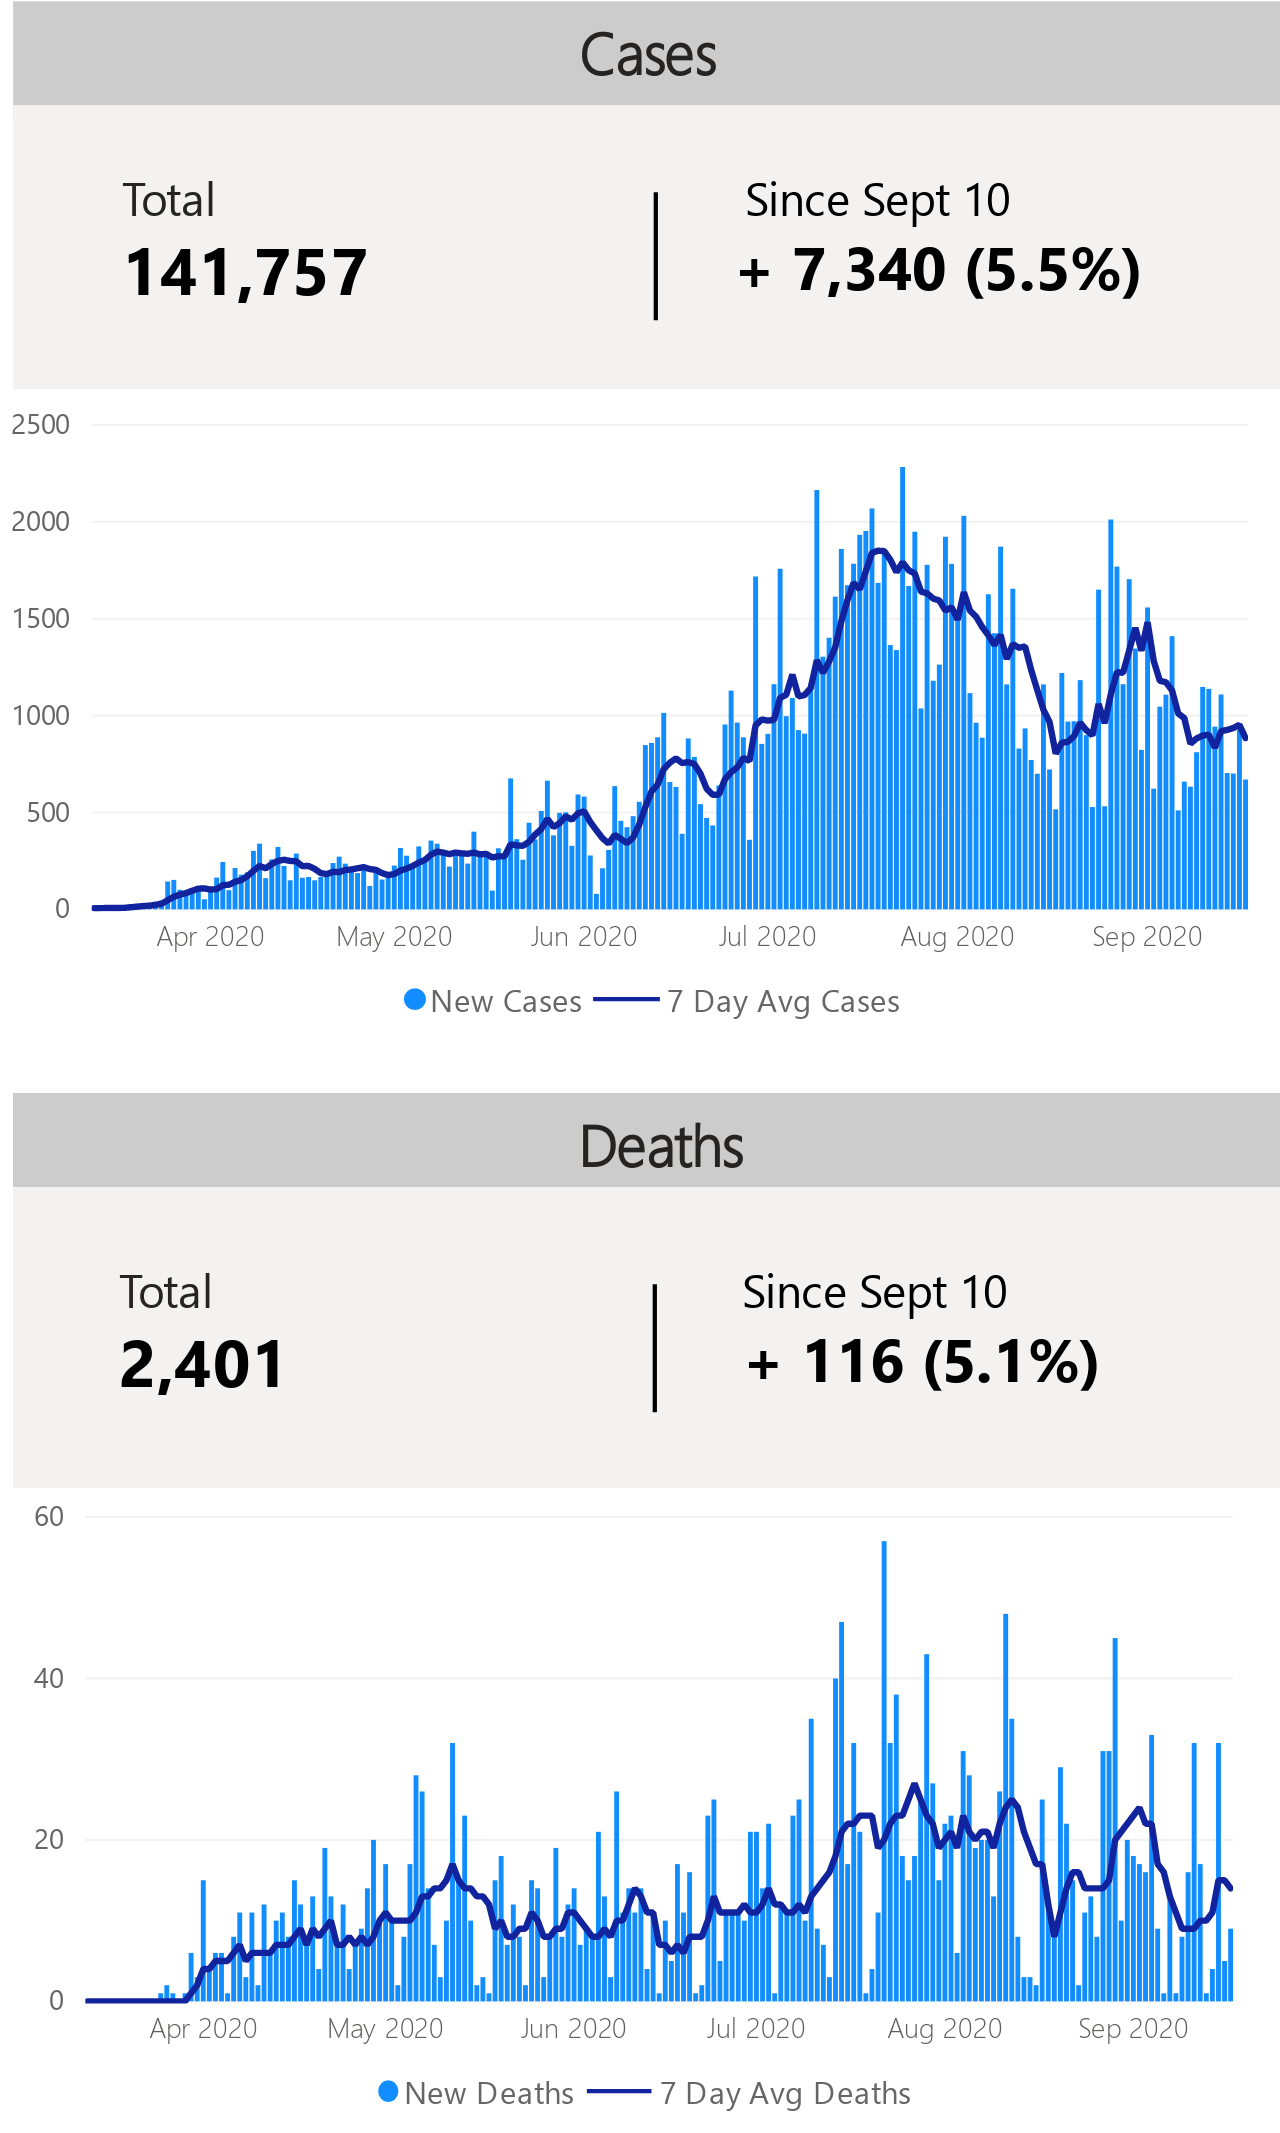 Cases
Total
141,757
Since Sept 10
+ 7,340 (5.5%)
2500
2000
1500
1000
500
0
Apr 2020 May 2020 Jun 2020 Jul 2020 Aug 2020 Sep 2020
New Cases 7 Day Avg Cases
Deaths
Total
2,401
Since Sept 10
+ 116 (5.1%)
60
40
20
0
Apr 2020 May 2020 Jun 2020 Jul 2020 Aug 2020 Sep 2020
New Deaths 7 Day Avg Deaths